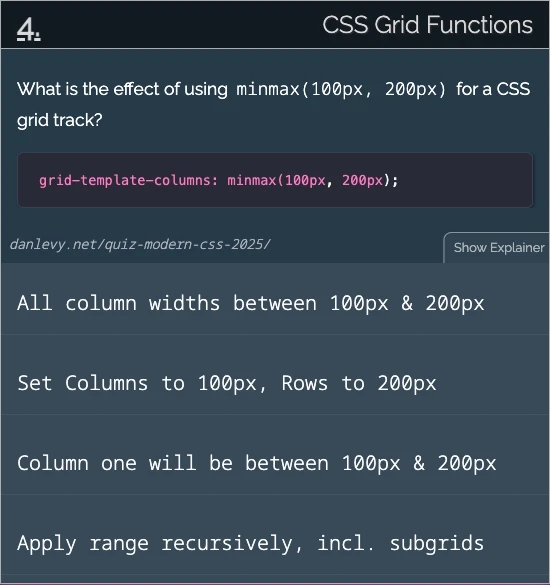 4.
CSS Grid Functions
What is the effect of using minmax(100px, 200px) for a CSS
grid track?
grid-template-columns: minmax(100px, 200px);
danlevy.net/quiz-modern-css-2025/
Show Explainer
All column widths between 100px & 200px
Set Columns to 100px, Rows to 200px
Column one will be between 100px & 200px
Apply range recursively, incl. subgrids